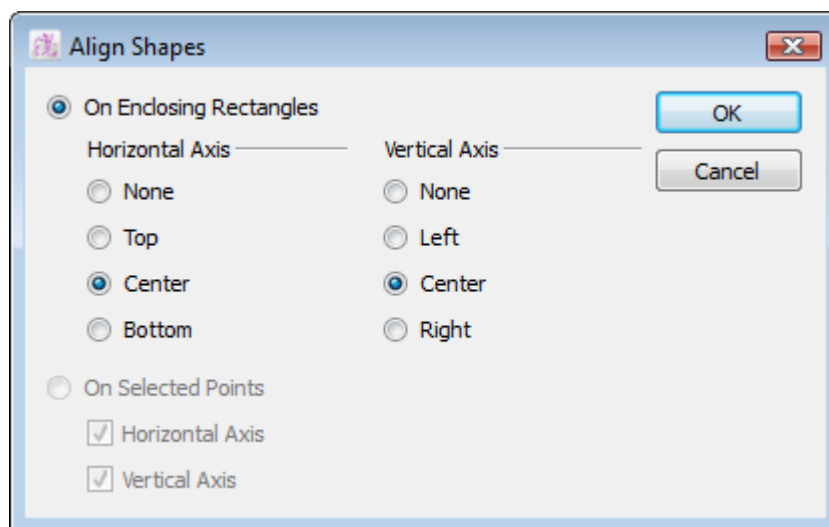 Align Shapes
On Enclosing Rectangles
OK
Horizontal Axis
Vertical Axis
Cancel
None
None
Top
Left
Center
Center
Bottom
Right
On Selected Points
Horizontal Axis
Vertical Axis